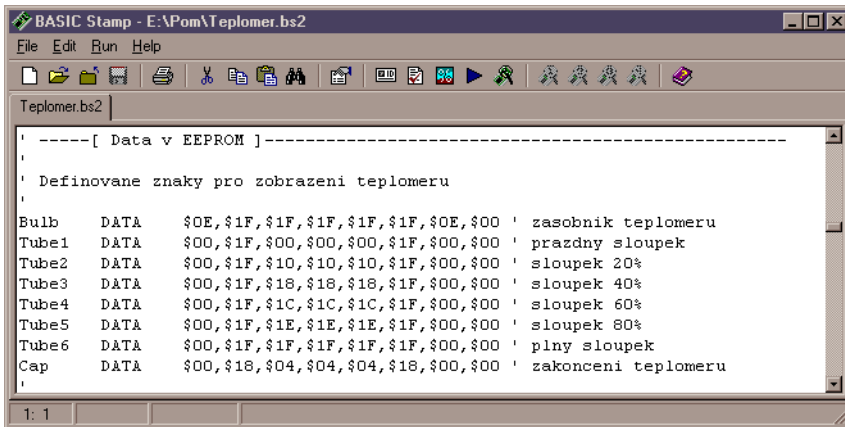 BASIC Stamp - E:\Pom\Teplomer.bs2
File Edit Run Help
Teplomer.bs2
' -----[ Data v EEPROM ]---------------------------------------------------
'
' Definovane znaky pro zobrazeni teplomeru
'
Bulb DATA $0E,$1F,$1F,$1F,$1F,$1F,$0E,$00 ' zasobnik teplomeru
Tube1 DATA $00,$1F,$00,$00,$00,$1F,$00,$00 ' prazdny sloupek
Tube2 DATA $00,$1F,$10,$10,$10,$1F,$00,$00 ' sloupek 20%
Tube3 DATA $00,$1F,$18,$18,$18,$1F,$00,$00 ' sloupek 40%
Tube4 DATA $00,$1F,$1C,$1C,$1C,$1F,$00,$00 ' sloupek 60%
Tube5 DATA $00,$1F,$1E,$1E,$1E,$1F,$00,$00 ' sloupek 80%
Tube6 DATA $00,$1F,$1F,$1F,$1F,$1F,$00,$00 ' plny sloupek
Cap DATA $00,$18,$04,$04,$04,$18,$00,$00 ' zakonceni teplomeru
'
1: 1